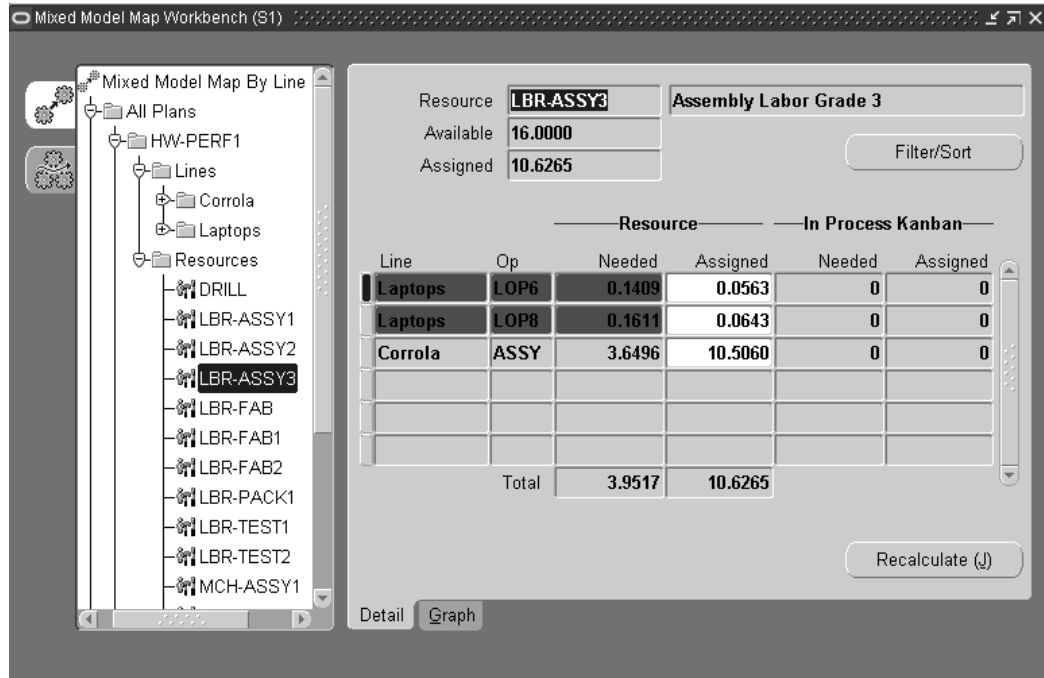 Mixed Model Map Workbench (S1)
Mixed Model Map By Line
All Plans
HW-PERF1
Lines
Corrola
Laptops
Resources
DRILL
LBR-ASSY1
LBR-ASSY2
LBR-ASSY3
LBR-FAB
LBR-FAB1
LBR-FAB2
LBR-PACK1
LBR-TEST1
LBR-TEST2
MCH-ASSY1
Resource LBR-ASSY3 Assembly Labor Grade 3
Available 16.0000
Assigned 10.6265
Filter/Sort
Resource In Process Kanban
Line Op Needed Assigned Needed Assigned
Laptops LOP6 0.1409 0.0563 0 0
Laptops LOP8 0.1611 0.0643 0 0
Corrola ASSY 3.6496 10.5060 0 0
Total 3.9517 10.6265
Recalculate (J)
Detail Graph